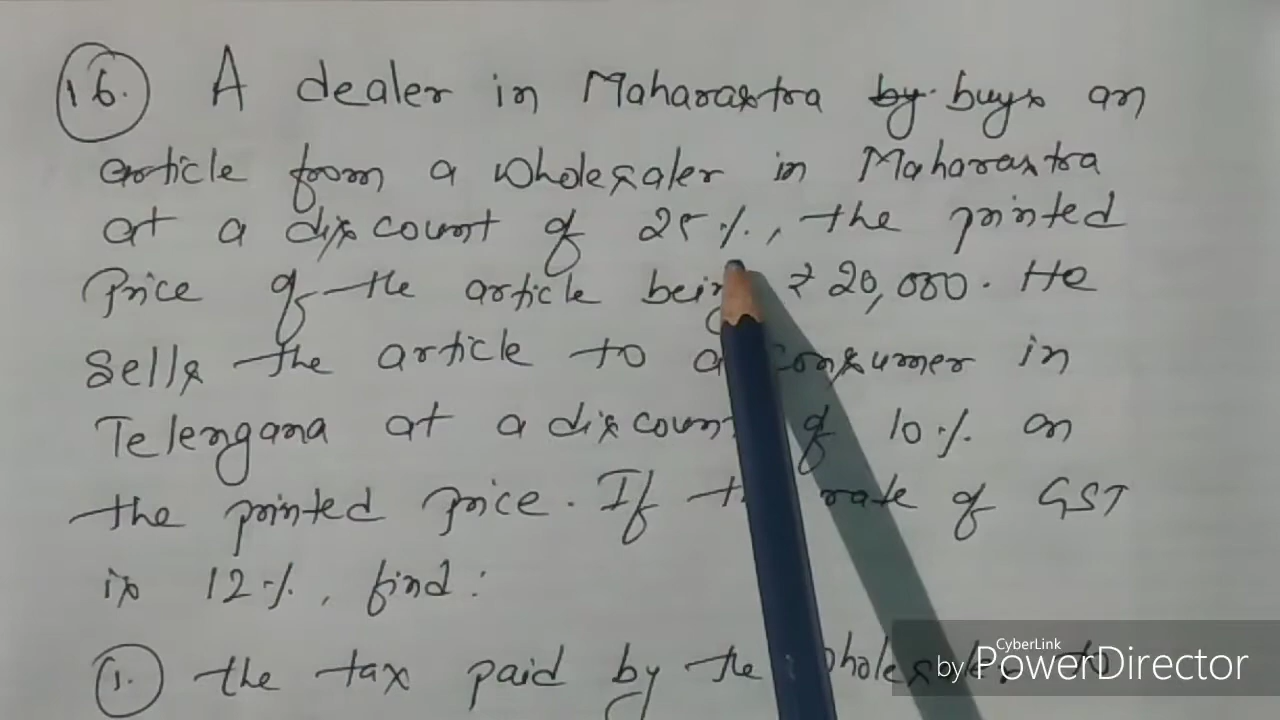 16. A dealer in Maharastra by buys an
article from a wholesaler in Maharastra
at a discount of 25%, the printed
Price of the article being ₹ 20,000. He
Sells the article to a consumer in
Telengana at a discount of 10% on
the printed price. If the rate of GST
is 12%, find:
1. the tax paid by the wholesaler to
CyberLink
by PowerDirector